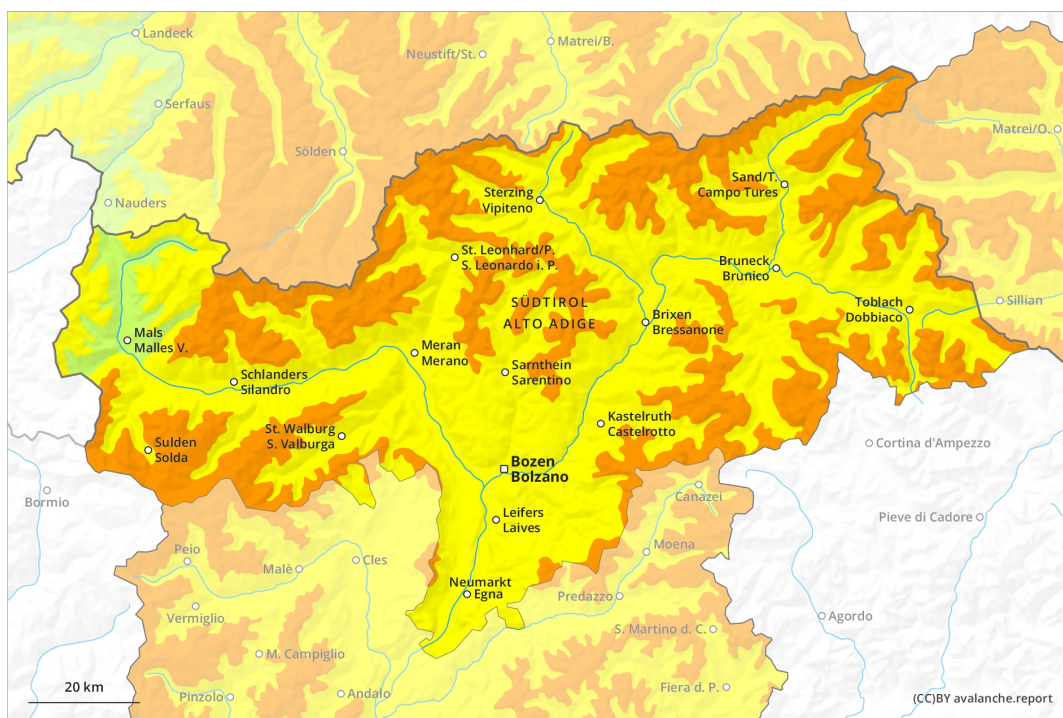 Landeck
Neustift/St.
Matrei/B.
Serfaus
Sölden
Matrei/O.
Nauders
Sand/T.
Campo Tures
Sterzing
Vipiteno
St. Leonhard/P.
S. Leonardo i. P.
Bruneck
Brunico
Toblach
Dobbiaco
Sillian
SÜDTIROL
ALTO ADIGE
Brixen
Bressanone
Mals
Malles V.
Meran
Merano
Sarnthein
Sarentino
Schlanders
Silandro
St. Walburg
S. Valburga
Kastelruth
Castelrotto
Sulden
Solda
Cortina d'Ampezzo
Bozen
Bolzano
Bormio
Canazei
Leifers
Laives
Pieve di Cadore
Peio
Malè
Cles
Moena
Neumarkt
Egna
Predazzo
Vermiglio
Agordo
S. Martino d. C.
M. Campiglio
20 km
Pinzolo
Andalo
Fiera d. P.
(CC)BY avalanche.report